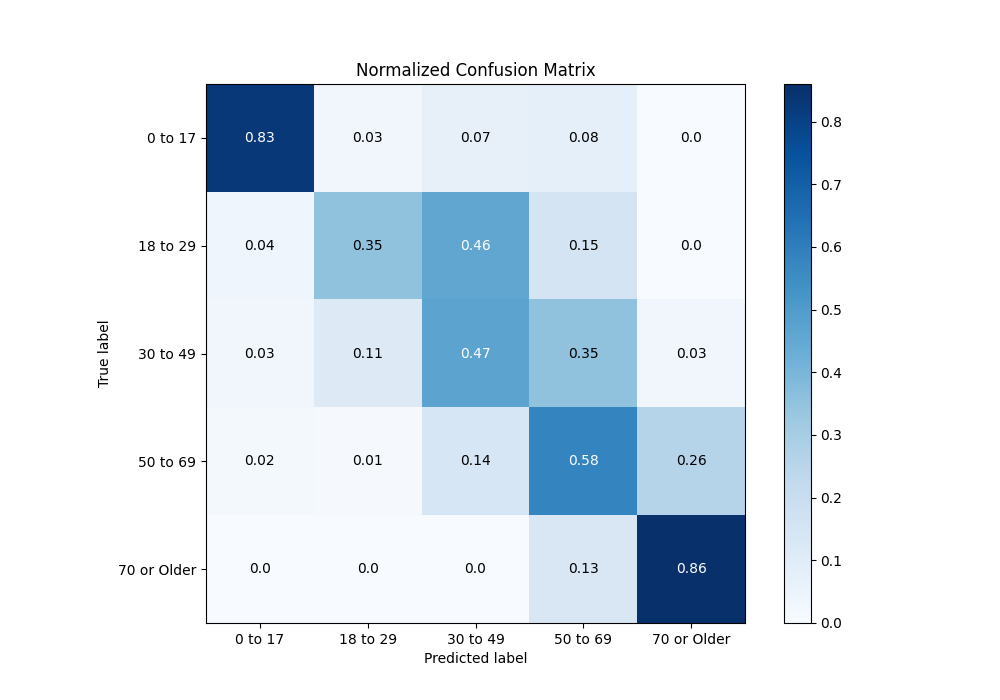 Normalized Confusion Matrix
True label
0 to 17 0.83 0.03 0.07 0.08 0.0
18 to 29 0.04 0.35 0.46 0.15 0.0
30 to 49 0.03 0.11 0.47 0.35 0.03
50 to 69 0.02 0.01 0.14 0.58 0.26
70 or Older 0.0 0.0 0.0 0.13 0.86
0 to 17 18 to 29 30 to 49 50 to 69 70 or Older
Predicted label
0.8
0.7
0.6
0.5
0.4
0.3
0.2
0.1
0.0